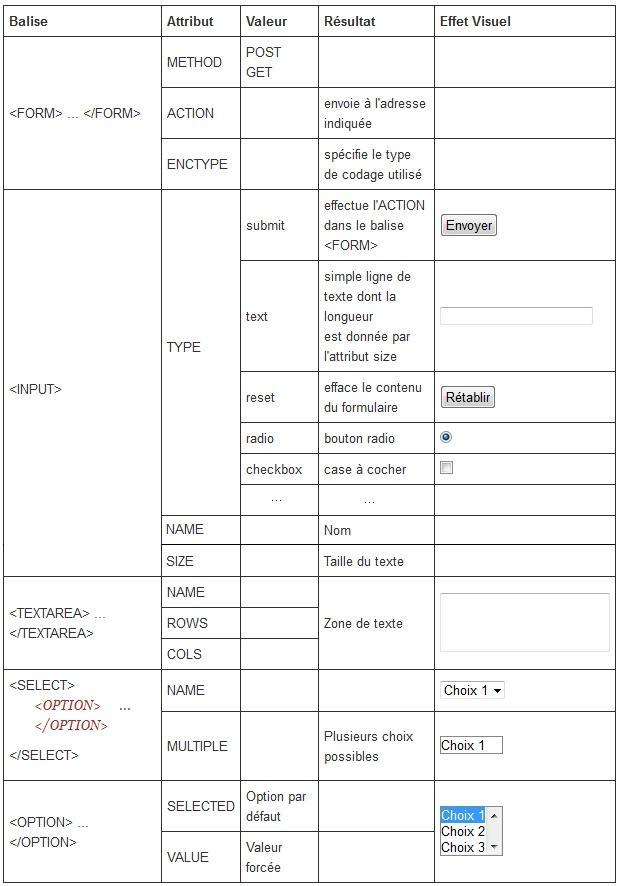 Balise Attribut Valeur Résultat Effet Visuel
<FORM> ... </FORM>
METHOD
POST
GET
ACTION
envoie à l'adresse
indiquée
ENCTYPE
spécifie le type
de codage utilisé
<INPUT>
TYPE
submit
effectue l'ACTION
dans le balise
<FORM>
Envoyer
text
simple ligne de
texte dont la
longueur
est donnée par
l'attribut size
reset
efface le contenu
du formulaire
Rétablir
radio
bouton radio
checkbox
case à cocher
...
...
NAME
Nom
SIZE
Taille du texte
<TEXTAREA> ...
</TEXTAREA>
NAME
ROWS
COLS
Zone de texte
<SELECT>
<OPTION> ...
</OPTION>
</SELECT>
NAME
Choix 1
MULTIPLE
Plusieurs choix
possibles
Choix 1
<OPTION> ...
</OPTION>
SELECTED
Option par
défaut
VALUE
Valeur
forcée
Choix 1
Choix 2
Choix 3